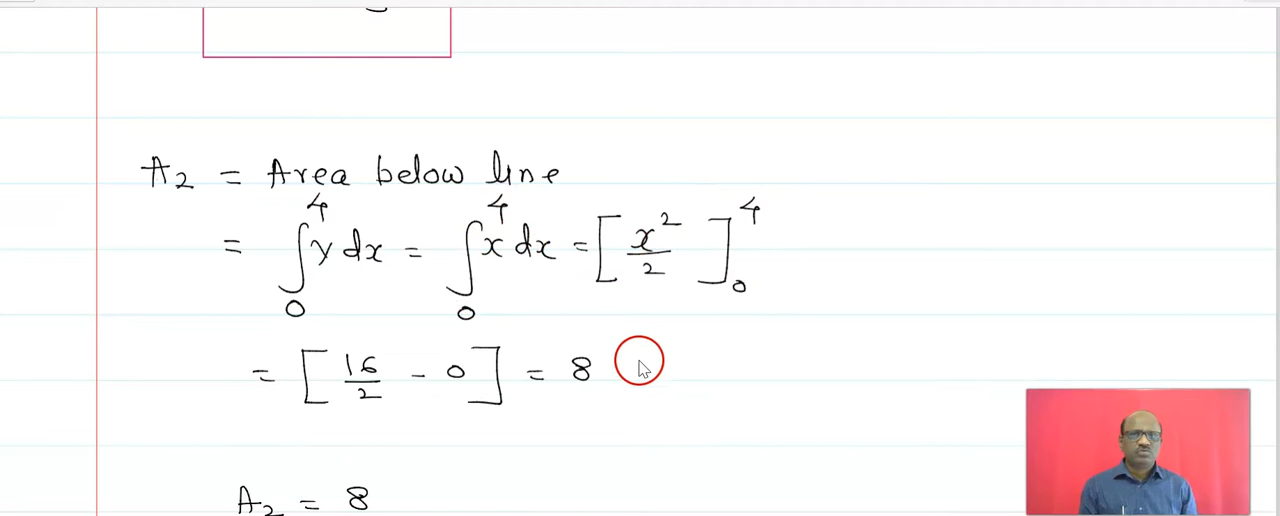 A₂ = Area below line
= ∫₀⁴ y dx = ∫₀⁴ x dx = [x²/2]₀⁴
= [16/2 - 0] = 8
A₂ = 8